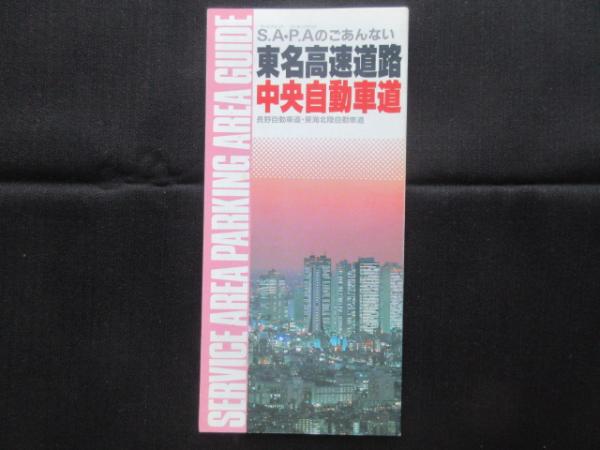 S.A・P.Aのごあんない
東名高速道路
中央自動車道
長野自動車道・東海北陸自動車道
SERVICE AREA PARKING AREA GUIDE